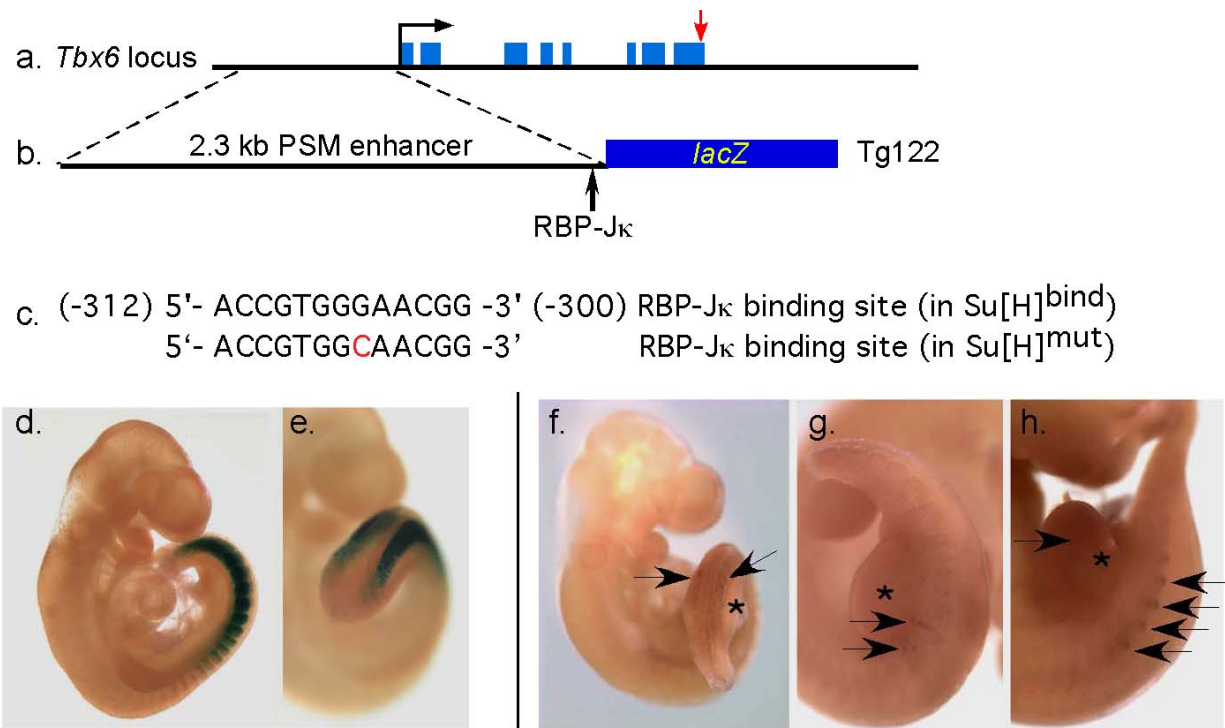 a. Tbx6 locus
b. 2.3 kb PSM enhancer lacZ Tg122
RBP-Jκ
c. (-312) 5'- ACCGTGGGAACGG -3' (-300) RBP-Jκ binding site (in Su[H]bind)
5‘- ACCGTGGCAACGG -3’ RBP-Jκ binding site (in Su[H]mut)
d. e. f. g. h.
* * *